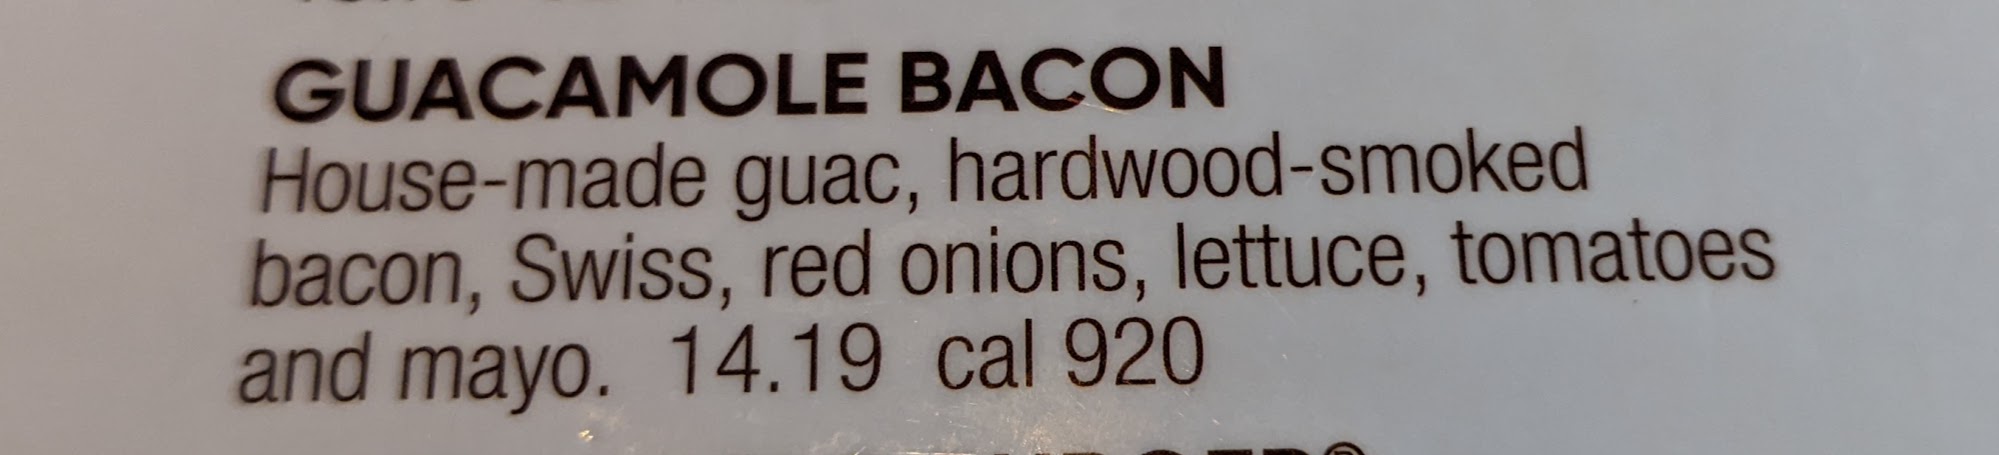 GUACAMOLE BACON
House-made guac, hardwood-smoked
bacon, Swiss, red onions, lettuce, tomatoes
and mayo.  14.19  cal 920